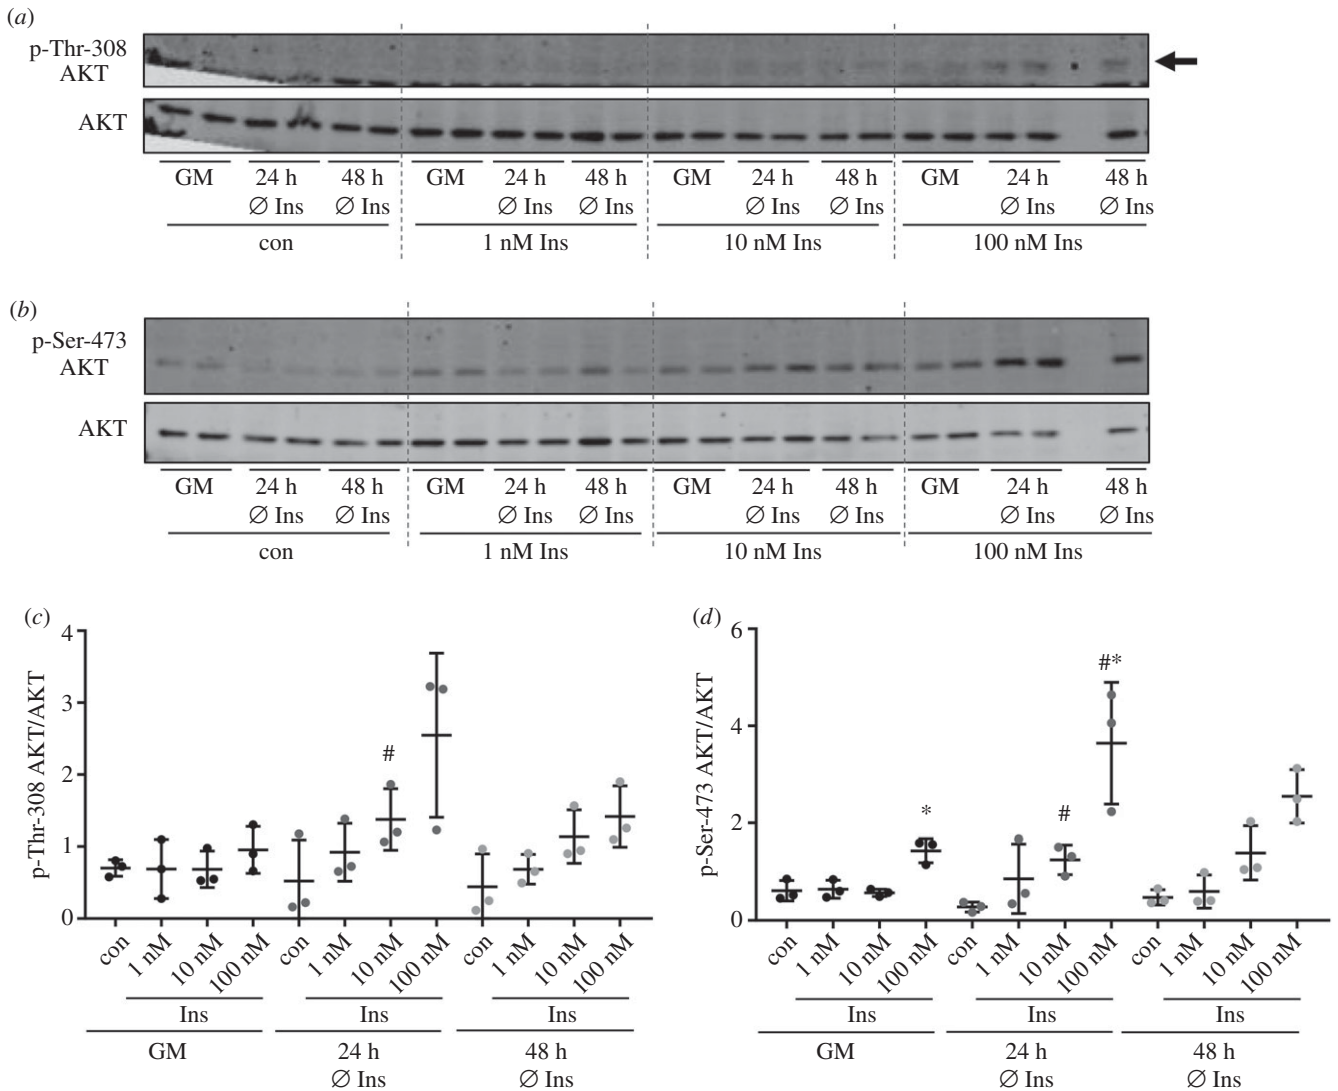 (a)
p-Thr-308
AKT
AKT
GM 24 h 48 h GM 24 h 48 h GM 24 h 48 h GM 24 h 48 h
∅ Ins ∅ Ins ∅ Ins ∅ Ins ∅ Ins ∅ Ins ∅ Ins ∅ Ins
con 1 nM Ins 10 nM Ins 100 nM Ins
(b)
p-Ser-473
AKT
AKT
GM 24 h 48 h GM 24 h 48 h GM 24 h 48 h GM 24 h 48 h
∅ Ins ∅ Ins ∅ Ins ∅ Ins ∅ Ins ∅ Ins ∅ Ins ∅ Ins
con 1 nM Ins 10 nM Ins 100 nM Ins
(c)
p-Thr-308 AKT/AKT
4
3
2
1
0
#
con 1 nM 10 nM 100 nM con 1 nM 10 nM 100 nM con 1 nM 10 nM 100 nM
Ins Ins Ins
GM 24 h 48 h
∅ Ins ∅ Ins
(d)
p-Ser-473 AKT/AKT
6
4
2
0
* # #*
con 1 nM 10 nM 100 nM con 1 nM 10 nM 100 nM con 1 nM 10 nM 100 nM
Ins Ins Ins
GM 24 h 48 h
∅ Ins ∅ Ins